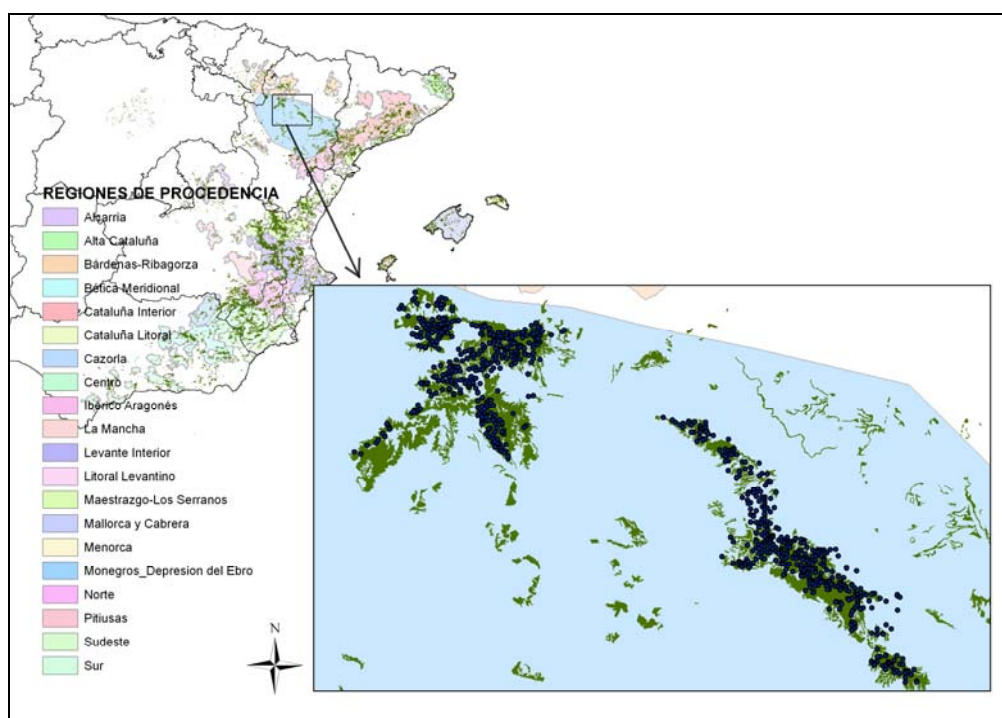 REGIONES DE PROCEDENCIA
Alcarria
Alta Cataluña
Bárdenas-Ribagorza
Bética Meridional
Cataluña Interior
Cataluña Litoral
Cazorla
Centro
Ibérico Aragonés
La Mancha
Levante Interior
Litoral Levantino
Maestrazgo-Los Serranos
Mallorca y Cabrera
Menorca
Monegros_Depresion del Ebro
Norte
Pitiusas
Sudeste
Sur
N